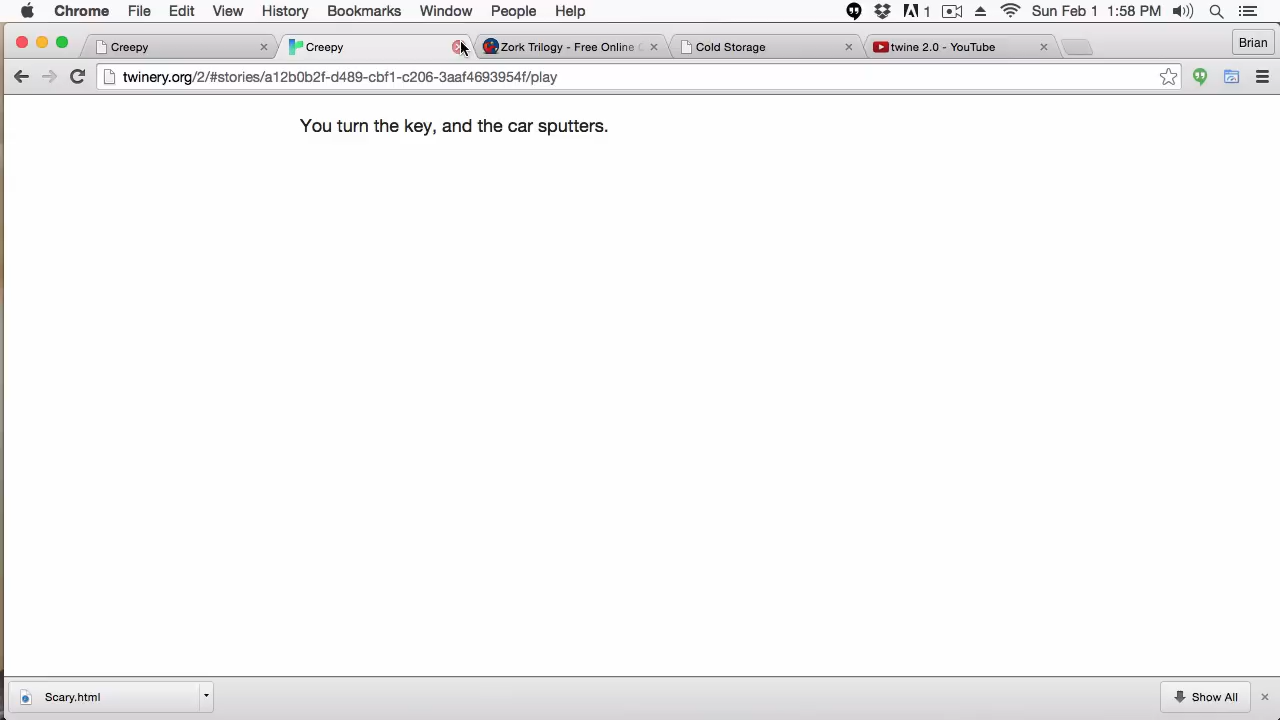 Chrome File Edit View History Bookmarks Window People Help 1 Sun Feb 1 1:58 PM
Creepy Creepy Zork Trilogy - Free Online Cold Storage twine 2.0 - YouTube Brian
twinery.org/2/#stories/a12b0b2f-d489-cbf1-c206-3aaf4693954f/play
You turn the key, and the car sputters.
Scary.html Show All